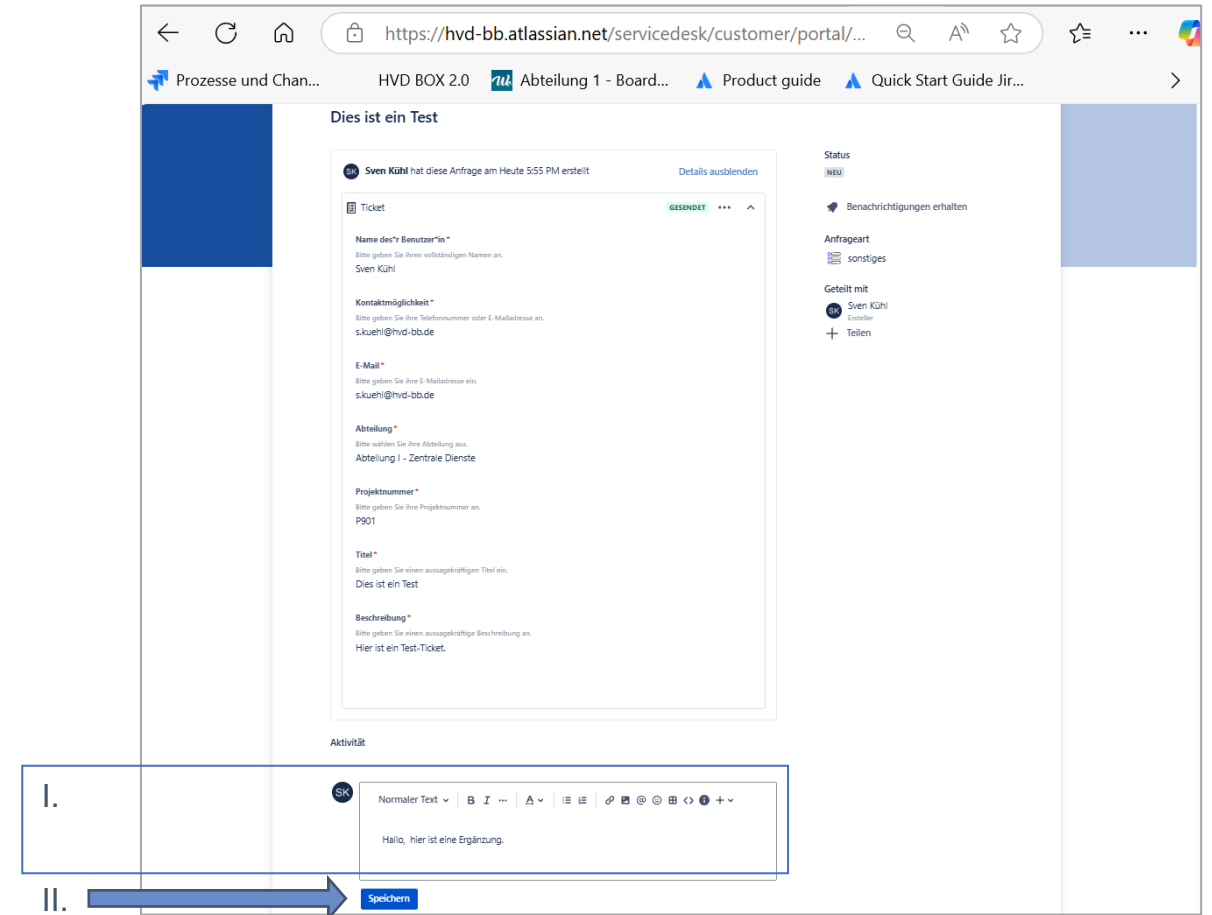 https://hvd-bb.atlassian.net/servicedesk/customer/portal/...
Prozesse und Chan... HVD BOX 2.0 Abteilung 1 - Board... Product guide Quick Start Guide Jir...
Dies ist ein Test
SK Sven Kühl hat diese Anfrage am Heute 5:55 PM erstellt Details ausblenden
Ticket GESENDET
Name des*r Benutzer*in*
Bitte geben Sie ihren vollständigen Namen an.
Sven Kühl
Kontaktmöglichkeit*
Bitte geben Sie ihre Telefonsummer oder E-Mailadresse an.
s.kuehl@hvd-bb.de
E-Mail*
Bitte geben Sie ihre E-Mailadresse ein.
s.kuehl@hvd-bb.de
Abteilung*
Bitte wählen Sie ihre Abteilung aus.
Abteilung I - Zentrale Dienste
Projektnummer*
Bitte geben Sie ihre Projektnummer an.
P901
Titel*
Bitte geben Sie einen aussagekräftigen Titel ein.
Dies ist ein Test
Beschreibung*
Bitte geben Sie einen aussagekräftige Beschreibung an.
Hier ist ein Test-Ticket.
Status
NEU
Benachrichtigungen erhalten
Anfrageart
sonstiges
Geteilt mit
SK Sven Kühl
Ersteller
Teilen
Aktivität
I.
SK
Normaler Text B I ... A
Hallo, hier ist eine Ergänzung.
II.
Speichern